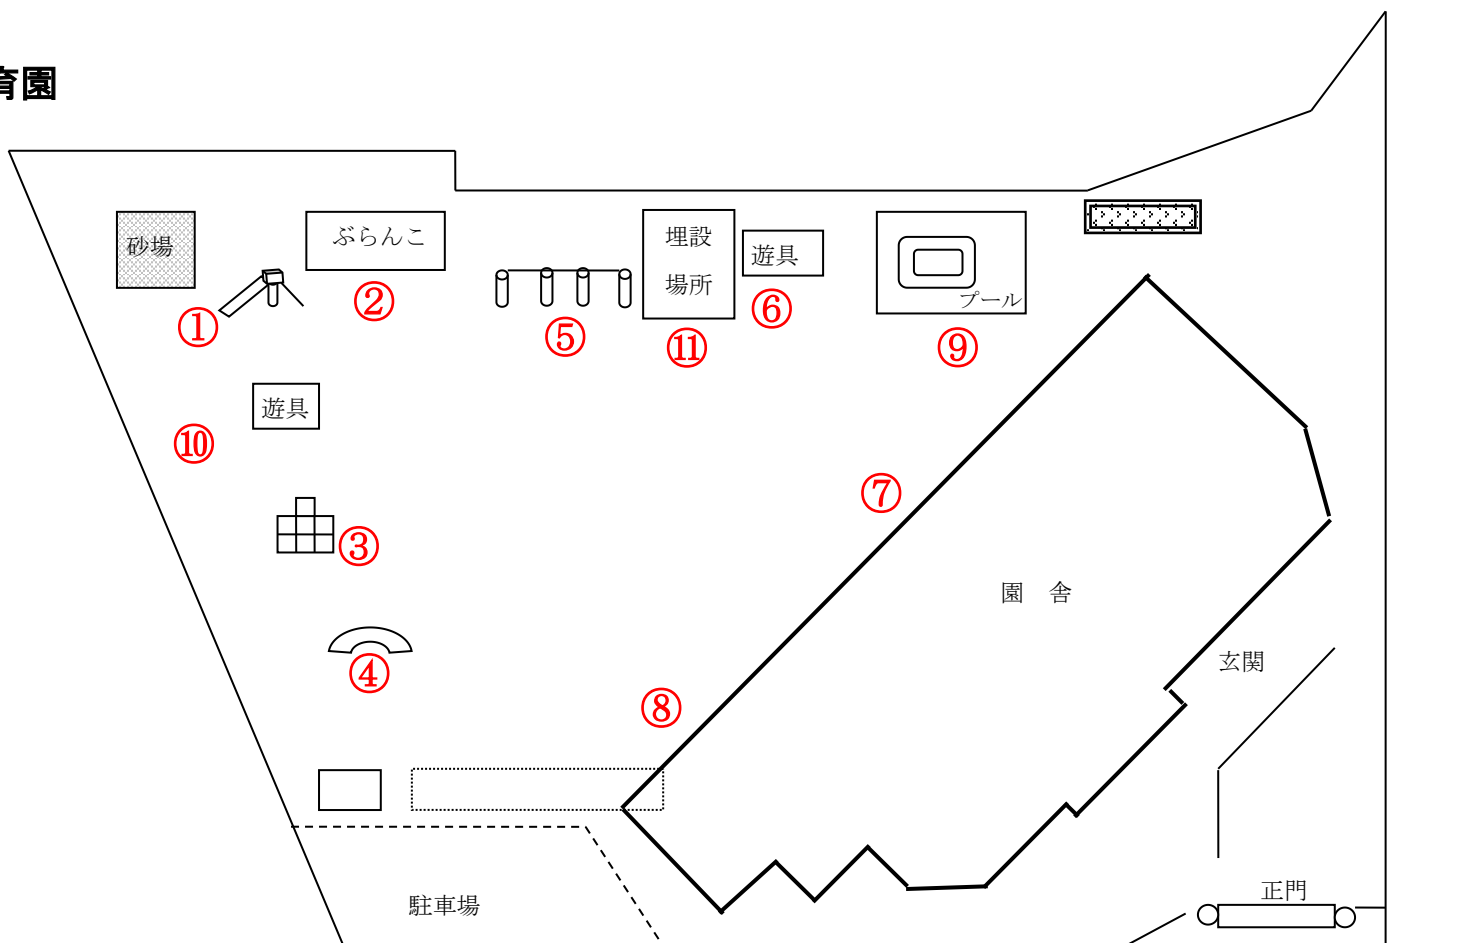 育園
砂場
ぶらんこ
埋設
場所
遊具
プール
①
②
⑤
⑪
⑥
⑨
遊具
⑩
⑦
③
園 舎
④
玄関
⑧
駐車場
正門